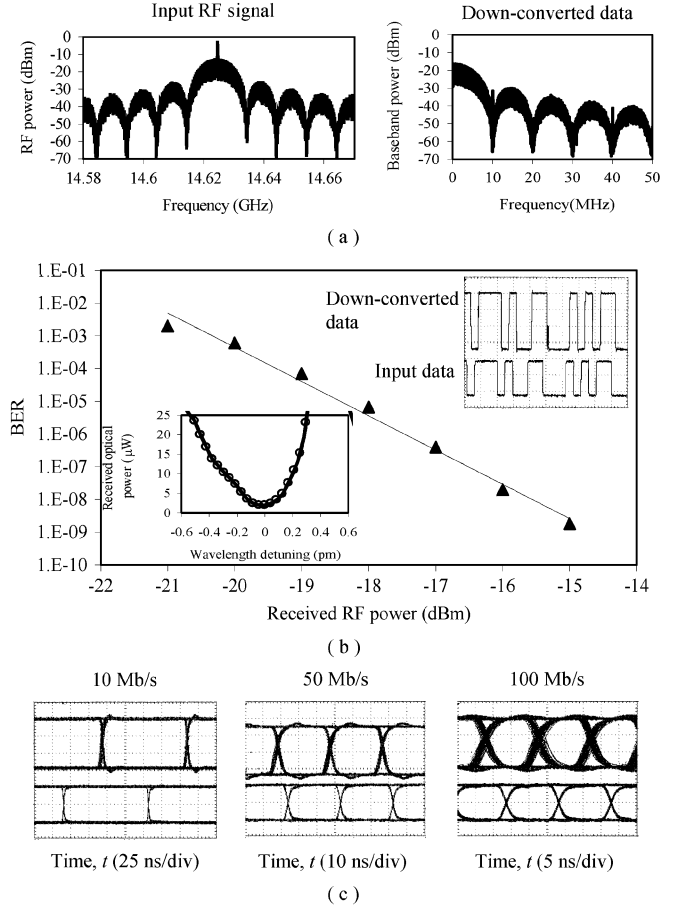 Input RF signal
Down-converted data
RF power (dBm)
0
-10
-20
-30
-40
-50
-60
-70
14.58
14.6
14.62
14.64
14.66
Frequency (GHz)
Baseband power (dBm)
0
-10
-20
-30
-40
-50
-60
-70
0
10
20
30
40
50
Frequency(MHz)
( a )
BER
1.E-01
1.E-02
1.E-03
1.E-04
1.E-05
1.E-06
1.E-07
1.E-08
1.E-09
1.E-10
Down-converted
data
Input data
Received optical
power (μW)
25
20
15
10
5
0
-0.6
-0.4
-0.2
0
0.2
0.4
0.6
Wavelength detuning (pm)
-22
-21
-20
-19
-18
-17
-16
-15
-14
Received RF power (dBm)
( b )
10 Mb/s
50 Mb/s
100 Mb/s
Time, t (25 ns/div)
Time, t (10 ns/div)
Time, t (5 ns/div)
( c )